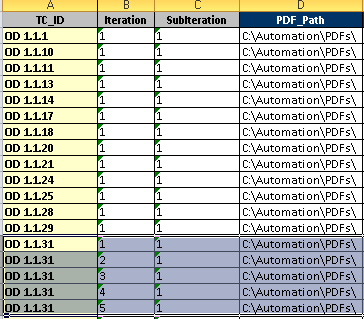 A B C D
TC_ID Iteration SubIteration PDF_Path
OD 1.1.1 1 1 C:\Automation\PDFs\
OD 1.1.10 1 1 C:\Automation\PDFs\
OD 1.1.11 1 1 C:\Automation\PDFs\
OD 1.1.13 1 1 C:\Automation\PDFs\
OD 1.1.14 1 1 C:\Automation\PDFs\
OD 1.1.17 1 1 C:\Automation\PDFs\
OD 1.1.18 1 1 C:\Automation\PDFs\
OD 1.1.20 1 1 C:\Automation\PDFs\
OD 1.1.21 1 1 C:\Automation\PDFs\
OD 1.1.24 1 1 C:\Automation\PDFs\
OD 1.1.25 1 1 C:\Automation\PDFs\
OD 1.1.28 1 1 C:\Automation\PDFs\
OD 1.1.29 1 1 C:\Automation\PDFs\
OD 1.1.31 1 1 C:\Automation\PDFs\
OD 1.1.31 2 1 C:\Automation\PDFs\
OD 1.1.31 3 1 C:\Automation\PDFs\
OD 1.1.31 4 1 C:\Automation\PDFs\
OD 1.1.31 5 1 C:\Automation\PDFs\